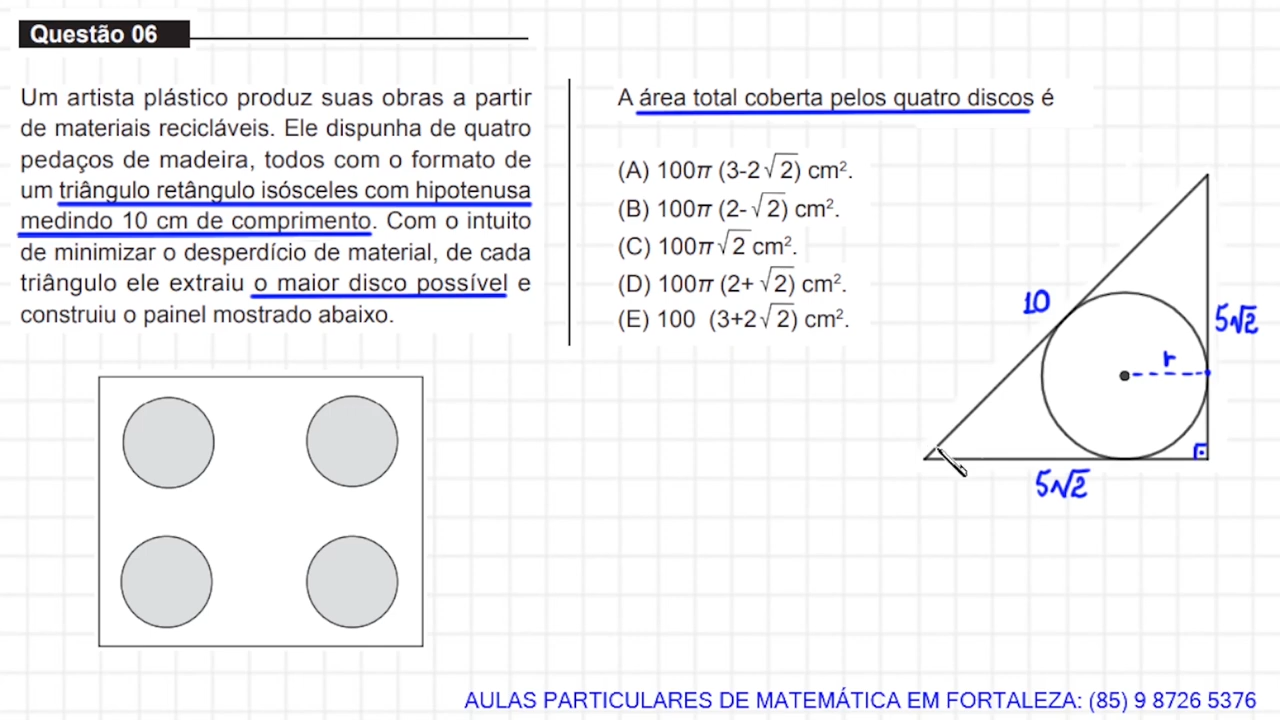 Questão 06
Um artista plástico produz suas obras a partir
de materiais recicláveis. Ele dispunha de quatro
pedaços de madeira, todos com o formato de
um triângulo retângulo isósceles com hipotenusa
medindo 10 cm de comprimento. Com o intuito
de minimizar o desperdício de material, de cada
triângulo ele extraiu o maior disco possível e
construiu o painel mostrado abaixo.
A área total coberta pelos quatro discos é
(A) 100π (3-2√2) cm².
(B) 100π (2-√2) cm².
(C) 100π√2 cm².
(D) 100π (2+ √2) cm².
(E) 100 (3+2√2) cm².
10
5√2
r
5√2
AULAS PARTICULARES DE MATEMÁTICA EM FORTALEZA: (85) 9 8726 5376